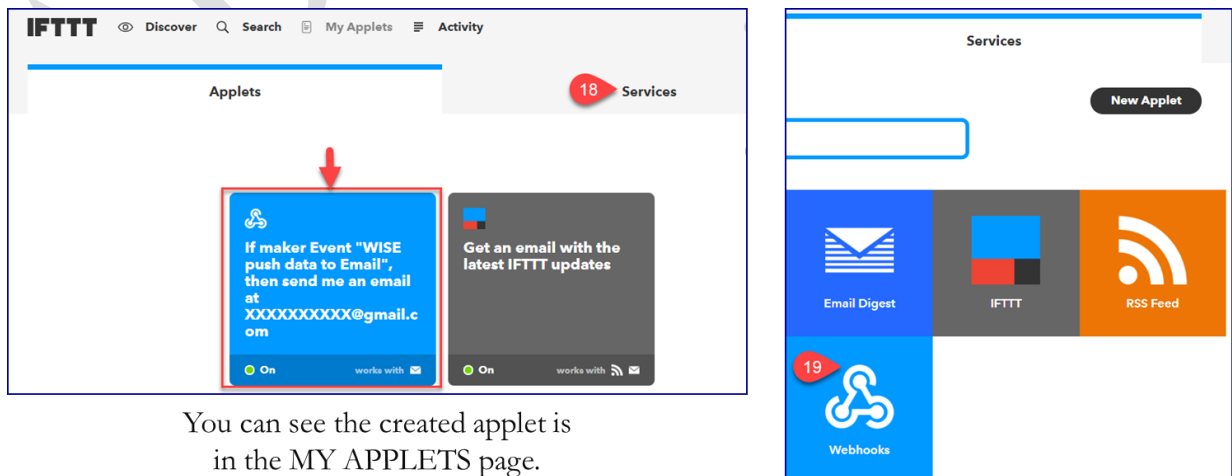 IFTTT Discover Search My Applets Activity
Applets
18 Services
If maker Event "WISE
push data to Email",
then send me an email
at
XXXXXXXXXX@gmail.c
om
On works with
Get an email with the
latest IFTTT updates
On works with
You can see the created applet is
in the MY APPLETS page.
Services
New Applet
Email Digest IFTTT RSS Feed
19
Webhooks